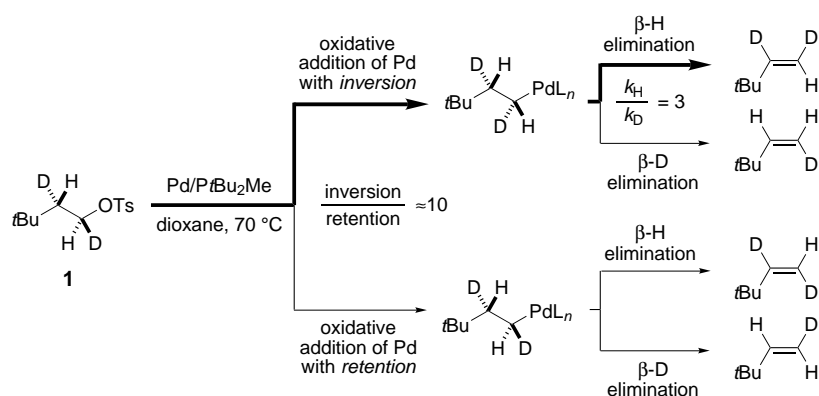 oxidative
addition of Pd
with inversion
D
H
tBu
D
H
PdLn
β-H
elimination
kH
kD
= 3
β-D
elimination
D
D
tBu
H
H
H
tBu
D
D
H
tBu
H
D
OTs
1
Pd/PtBu2Me
dioxane, 70 °C
inversion
retention
≈10
oxidative
addition of Pd
with retention
D
H
tBu
H
D
PdLn
β-H
elimination
β-D
elimination
D
H
tBu
D
H
D
tBu
H